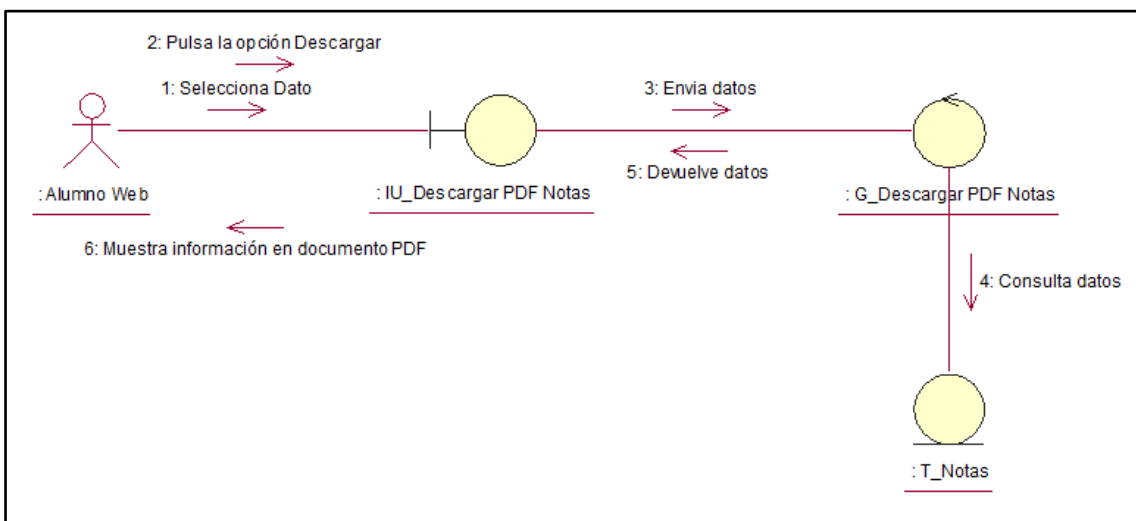 2: Pulsa la opción Descargar
1: Selecciona Dato
3: Envia datos
5: Devuelve datos
: Alumno Web
: IU_Descargar PDF Notas
: G_Descargar PDF Notas
6: Muestra información en documento PDF
4: Consulta datos
: T_Notas